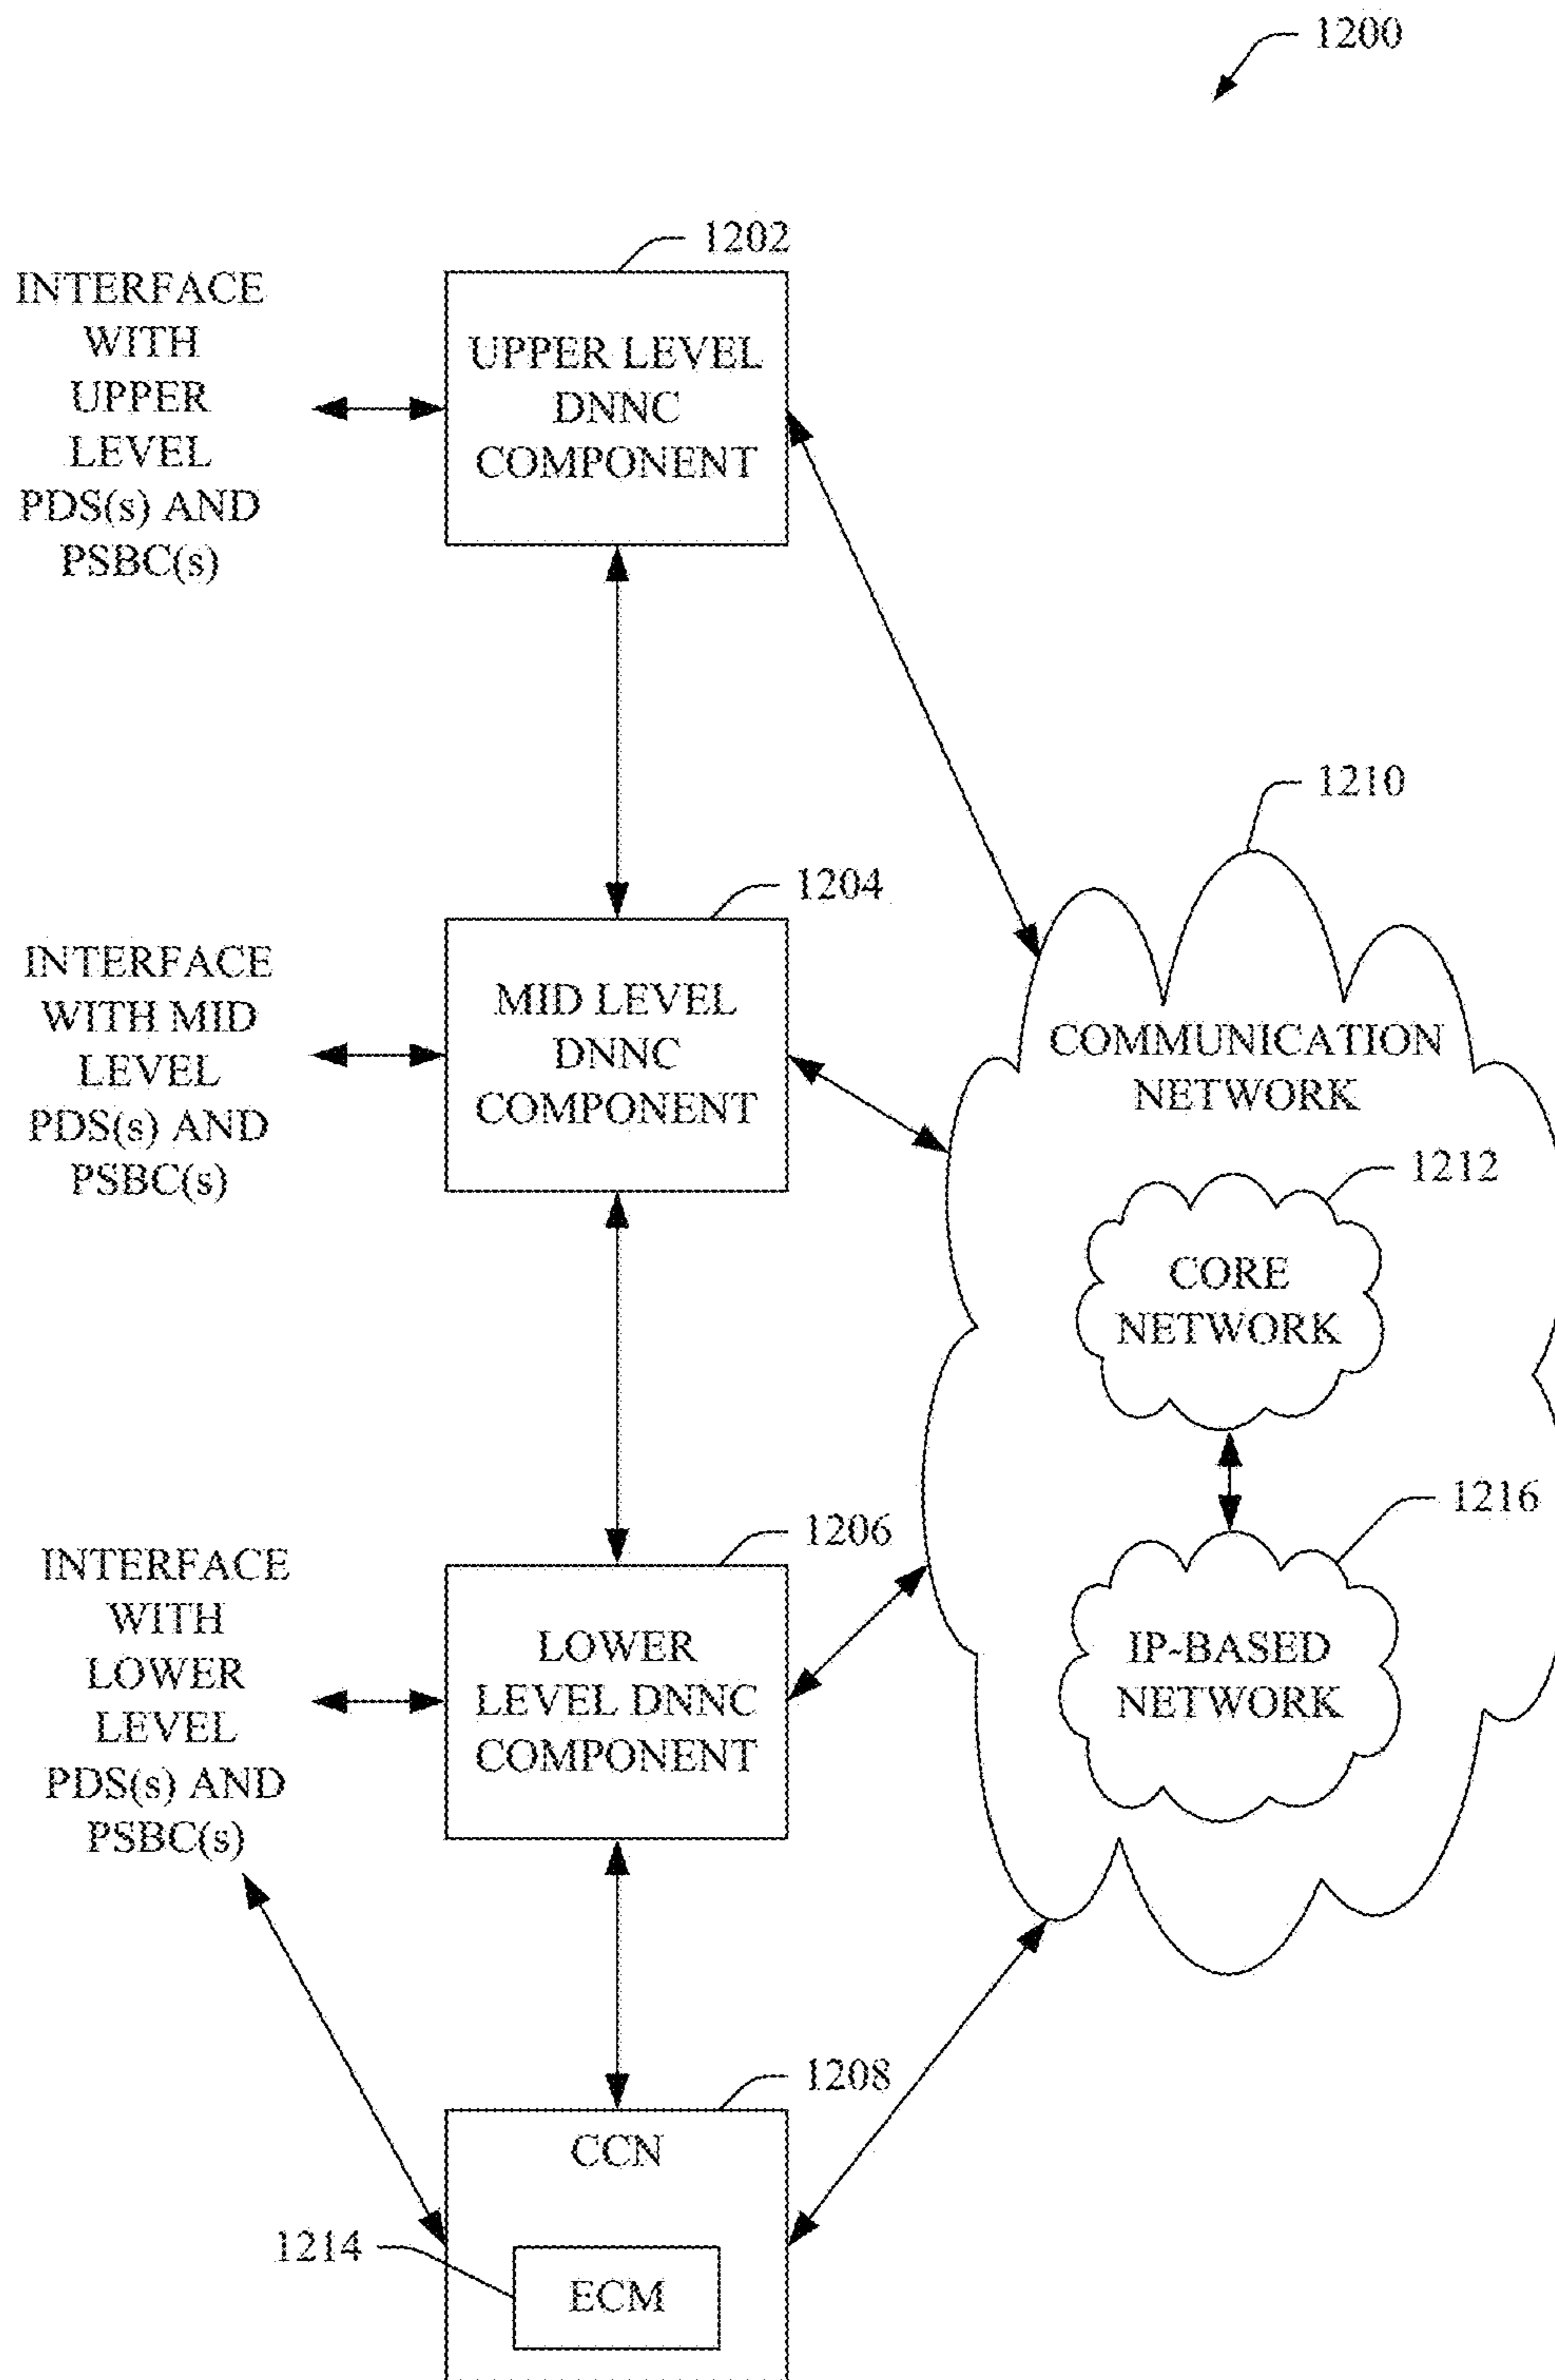 1200
1202
INTERFACE
WITH
UPPER
LEVEL
PDS(s) AND
PSBC(s)
UPPER LEVEL
DNNC
COMPONENT
1210
1204
INTERFACE
WITH MID
LEVEL
PDS(s) AND
PSBC(s)
MID LEVEL
DNNC
COMPONENT
COMMUNICATION
NETWORK
1212
CORE
NETWORK
1216
IP-BASED
NETWORK
1206
INTERFACE
WITH
LOWER
LEVEL
PDS(s) AND
PSBC(s)
LOWER
LEVEL DNNC
COMPONENT
1208
CCN
1214
ECM